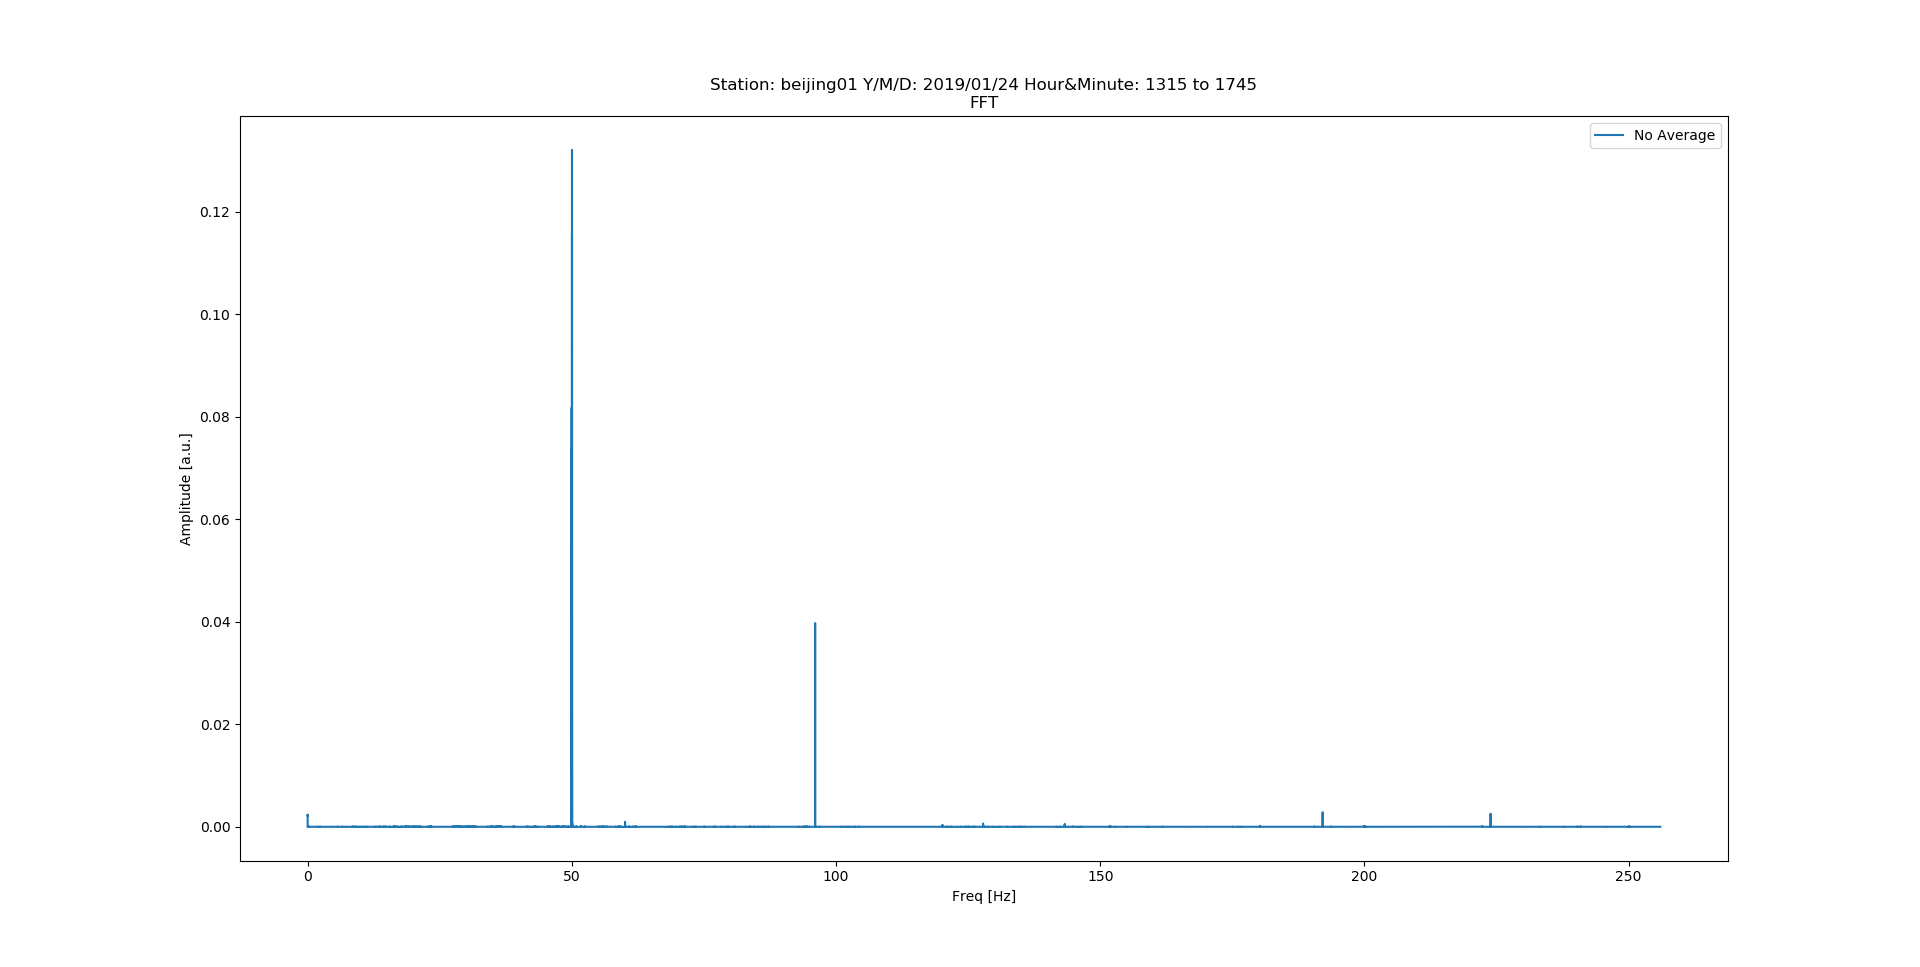 Station: beijing01 Y/M/D: 2019/01/24 Hour&Minute: 1315 to 1745
FFT
No Average
0.12
0.10
0.08
0.06
0.04
0.02
0.00
Amplitude [a.u.]
0 50 100 150 200 250
Freq [Hz]